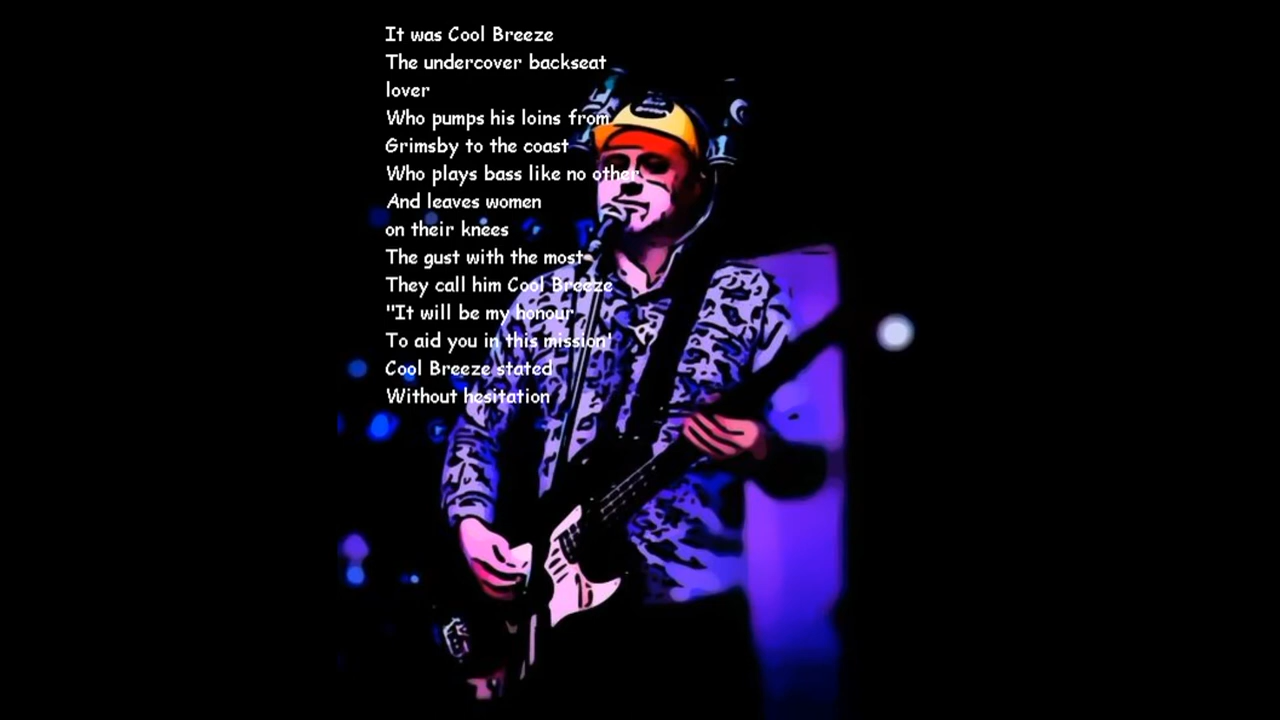 It was Cool Breeze
The undercover backseat
lover
Who pumps his loins from
Grimsby to the coast
Who plays bass like no other
And leaves women
on their knees
The gust with the most
They call him Cool Breeze
"It will be my honour
To aid you in this mission'
Cool Breeze stated
Without hesitation